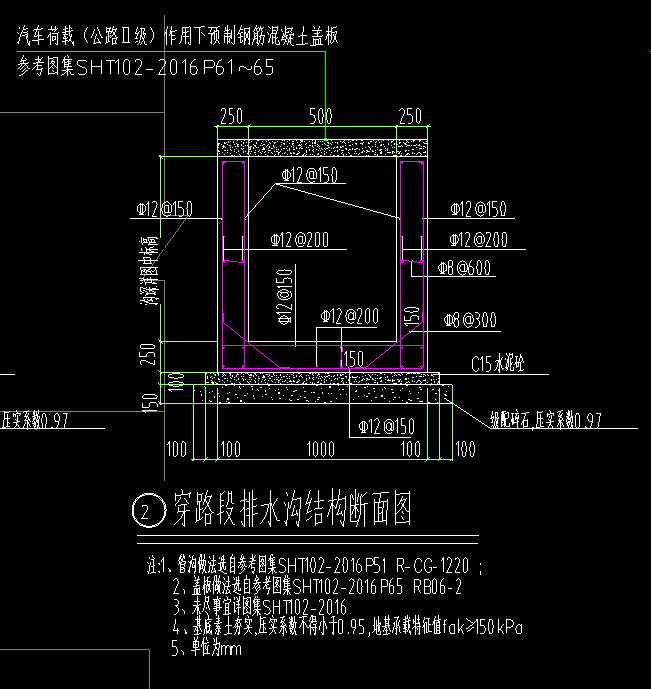 汽车荷载（公路Ⅱ级）作用下预制钢筋混凝土盖板
参考图集SHT102-2016 P61～65
250 500 250
Φ12@150
Φ12@150 Φ12@150
Φ12@200 Φ12@200
Φ8@600
沟深详图中标高
Φ12@150
Φ12@200 150 Φ8@300
250 150
C15水泥砼
100
150
压实系数0.97 Φ12@150 级配碎石,压实系数0.97
100 100 1000 100 100
2 穿路段排水沟结构断面图
注:1、管沟做法选自参考图集SHT102-2016 P51 R-CG-1220 ;
2、盖板做法选自参考图集SHT102-2016 P65 RB06-2
3、未尽事宜详图集SHT102-2016
4、基底素土夯实,压实系数不得小于0.95,地基承载特征值fak≥150kPa
5、单位为mm